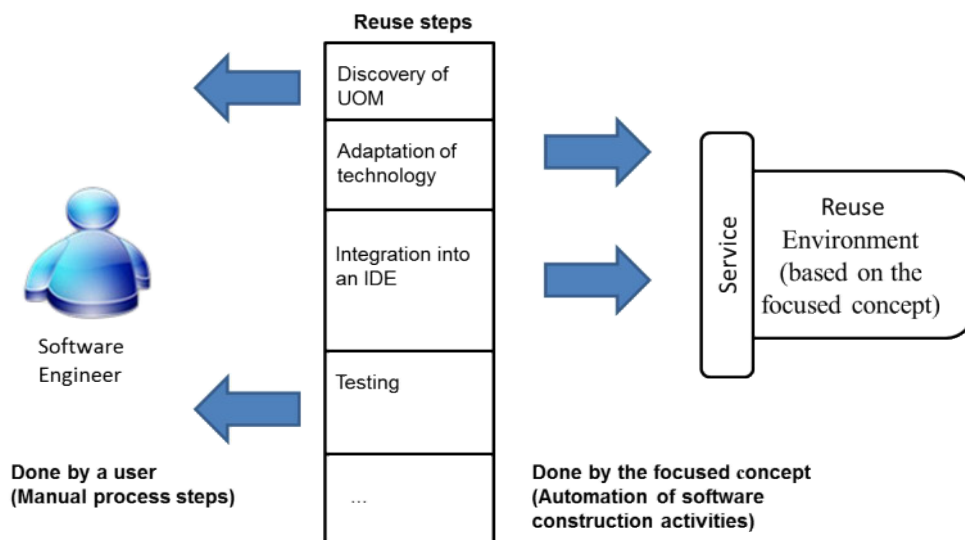 Reuse steps
Discovery of
UOM
Adaptation of
technology
Integration into
an IDE
Testing
...
Software
Engineer
Done by a user
(Manual process steps)
Service
Reuse
Environment
(based on the
focused concept)
Done by the focused concept
(Automation of software
construction activities)